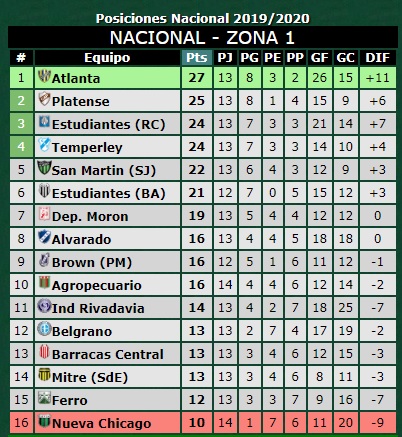 Posiciones Nacional 2019/2020
NACIONAL - ZONA 1
# Equipo Pts PJ PG PE PP GF GC DIF
1 Atlanta 27 13 8 3 2 26 15 +11
2 Platense 25 13 8 1 4 15 9 +6
3 Estudiantes (RC) 24 13 7 3 3 21 14 +7
4 Temperley 24 13 7 3 3 14 10 +4
5 San Martin (SJ) 22 13 6 4 3 12 9 +3
6 Estudiantes (BA) 21 12 7 0 5 15 12 +3
7 Dep. Moron 19 13 5 4 4 12 12 0
8 Alvarado 16 13 4 4 5 18 18 0
9 Brown (PM) 16 12 5 1 6 11 12 -1
10 Agropecuario 16 14 4 4 6 12 14 -2
11 Ind Rivadavia 14 13 4 2 7 18 25 -7
12 Belgrano 13 13 2 7 4 17 19 -2
13 Barracas Central 13 13 3 4 6 12 15 -3
14 Mitre (SdE) 13 13 3 4 6 8 11 -3
15 Ferro 12 13 3 3 7 9 16 -7
16 Nueva Chicago 10 14 1 7 6 11 20 -9